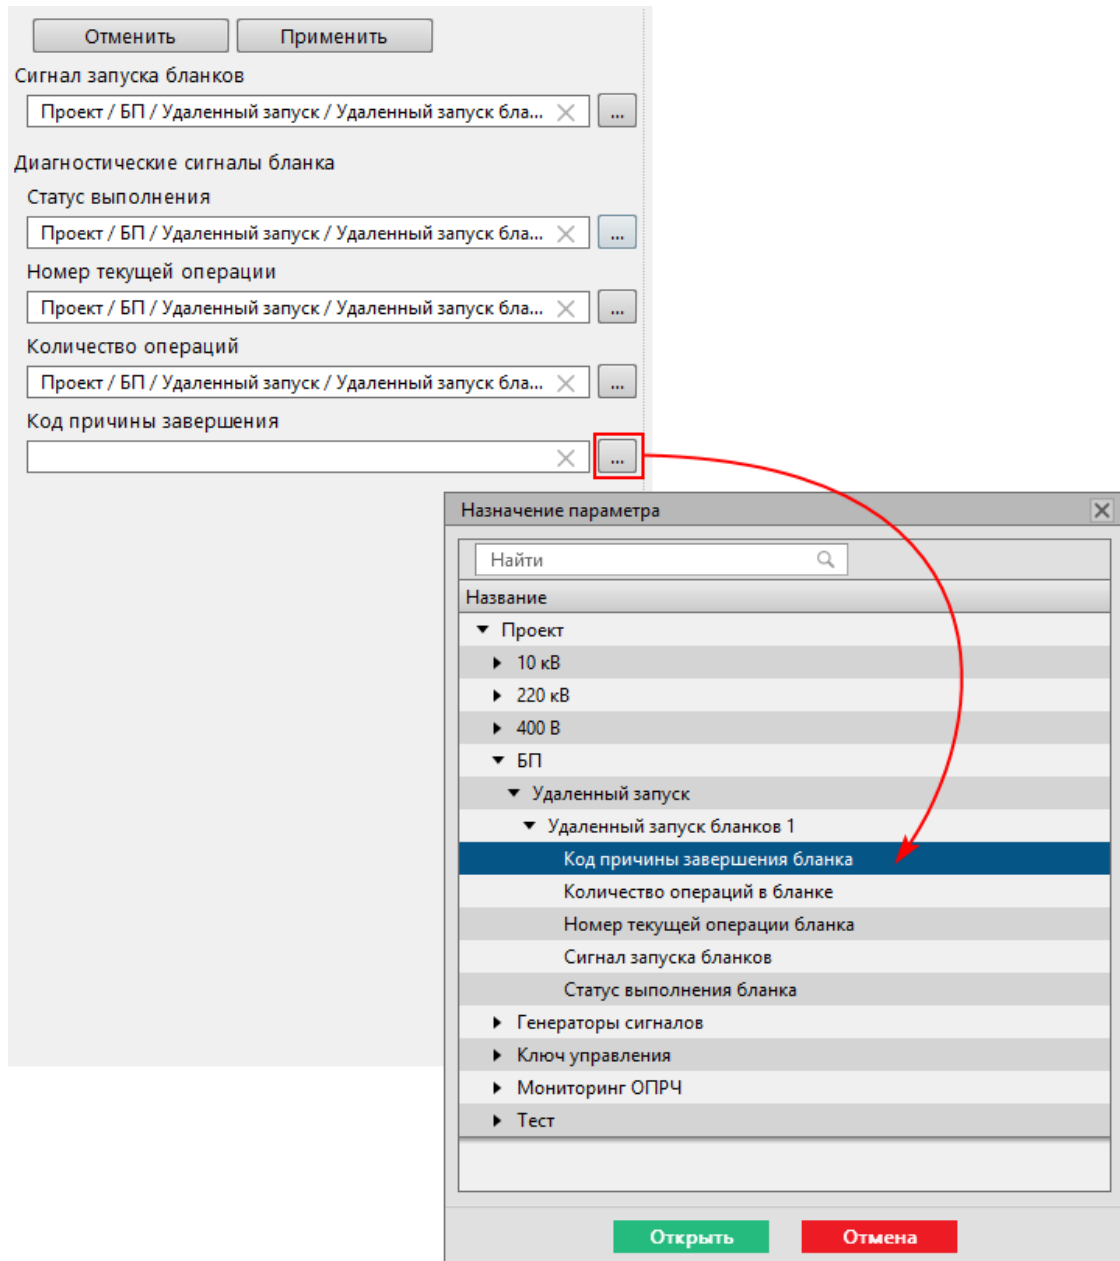 Отменить
Применить
Сигнал запуска бланков
Проект / БП / Удаленный запуск / Удаленный запуск бла...
...
Диагностические сигналы бланка
Статус выполнения
Проект / БП / Удаленный запуск / Удаленный запуск бла...
...
Номер текущей операции
Проект / БП / Удаленный запуск / Удаленный запуск бла...
...
Количество операций
Проект / БП / Удаленный запуск / Удаленный запуск бла...
...
Код причины завершения
...
Назначение параметра
Найти
Название
Проект
10 кВ
220 кВ
400 В
БП
Удаленный запуск
Удаленный запуск бланков 1
Код причины завершения бланка
Количество операций в бланке
Номер текущей операции бланка
Сигнал запуска бланков
Статус выполнения бланка
Генераторы сигналов
Ключ управления
Мониторинг ОПРЧ
Тест
Открыть
Отмена